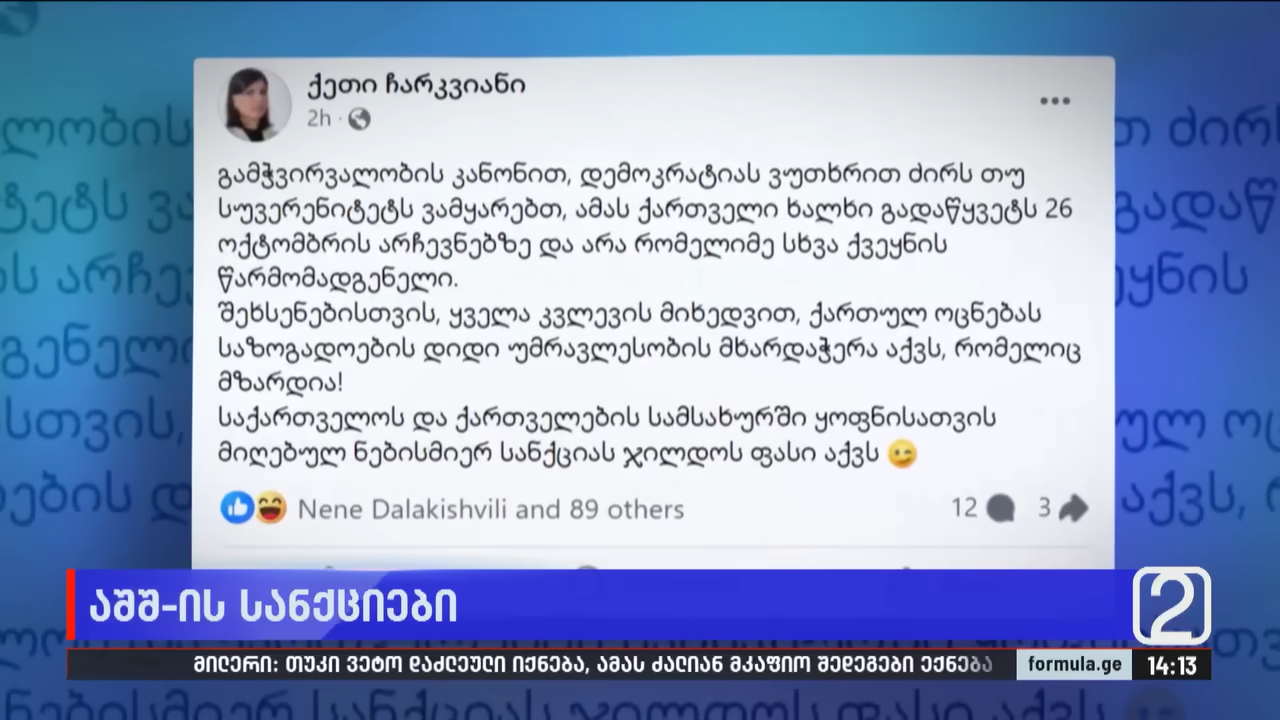 ქეთი ჩარკვიანი
2h
გამჭვირვალობის კანონით, დემოკრატიას ვუთხრით ძირს თუ
სუვერენიტეტს ვამყარებთ, ამას ქართველი ხალხი გადაწყვეტს 26
ოქტომბრის არჩევნებზე და არა რომელიმე სხვა ქვეყნის
წარმომადგენელი.
შეხსენებისთვის, ყველა კვლევის მიხედვით, ქართულ ოცნებას
საზოგადოების დიდი უმრავლესობის მხარდაჭერა აქვს, რომელიც
მზარდია!
საქართველოს და ქართველების სამსახურში ყოფნისათვის
მიღებულ ნებისმიერ სანქციას ჯილდოს ფასი აქვს 😉
Nene Dalakishvili and 89 others 12 3
აშშ-ის სანქციები
2
მილერი: თუკი ვეტო დაძლეული იქნება, ამას ძალიან მკაფიო შედეგები ექნება formula.ge 14:13